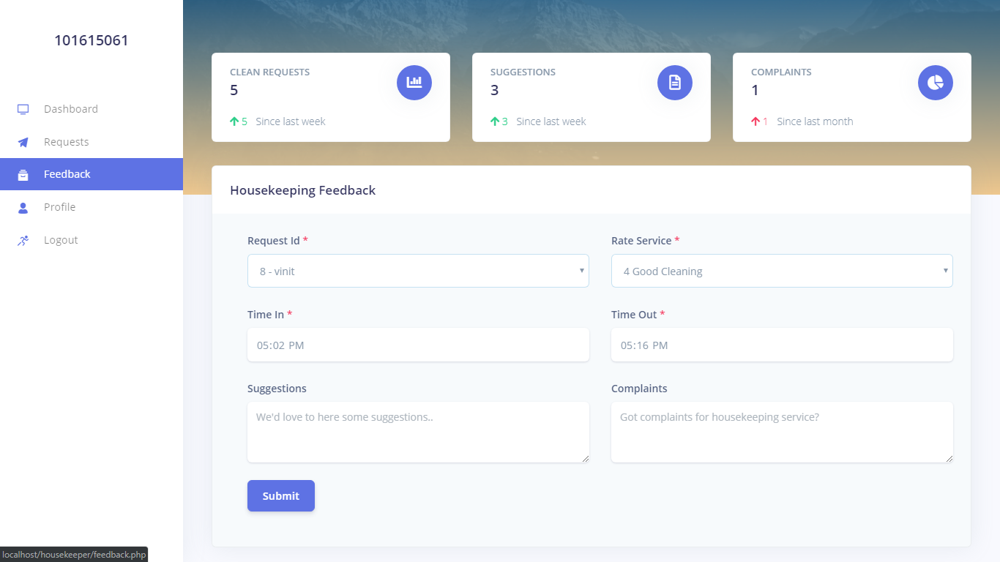 101615061
Dashboard
Requests
Feedback
Profile
Logout
CLEAN REQUESTS
5
5 Since last week
SUGGESTIONS
3
3 Since last week
COMPLAINTS
1
1 Since last month
Housekeeping Feedback
Request Id *
8 - vinit
Rate Service *
4 Good Cleaning
Time In *
05:02 PM
Time Out *
05:16 PM
Suggestions
We'd love to here some suggestions..
Complaints
Got complaints for housekeeping service?
Submit
localhost/housekeeper/feedback.php